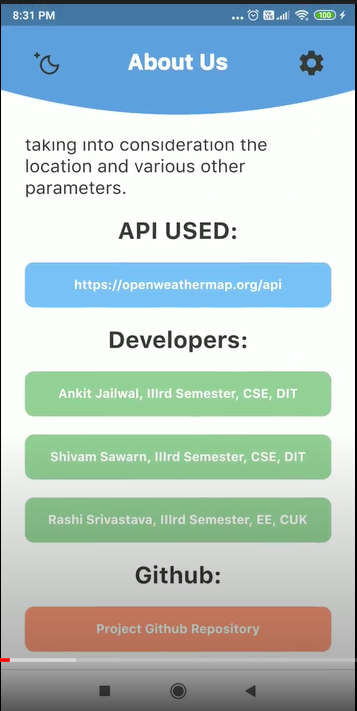 8:31 PM
100
About Us
taking into consideration the
location and various other
parameters.
API USED:
https://openweathermap.org/api
Developers:
Ankit Jailwal, IIIrd Semester, CSE, DIT
Shivam Sawarn, IIIrd Semester, CSE, DIT
Rashi Srivastava, IIIrd Semester, EE, CUK
Github:
Project Github Repository